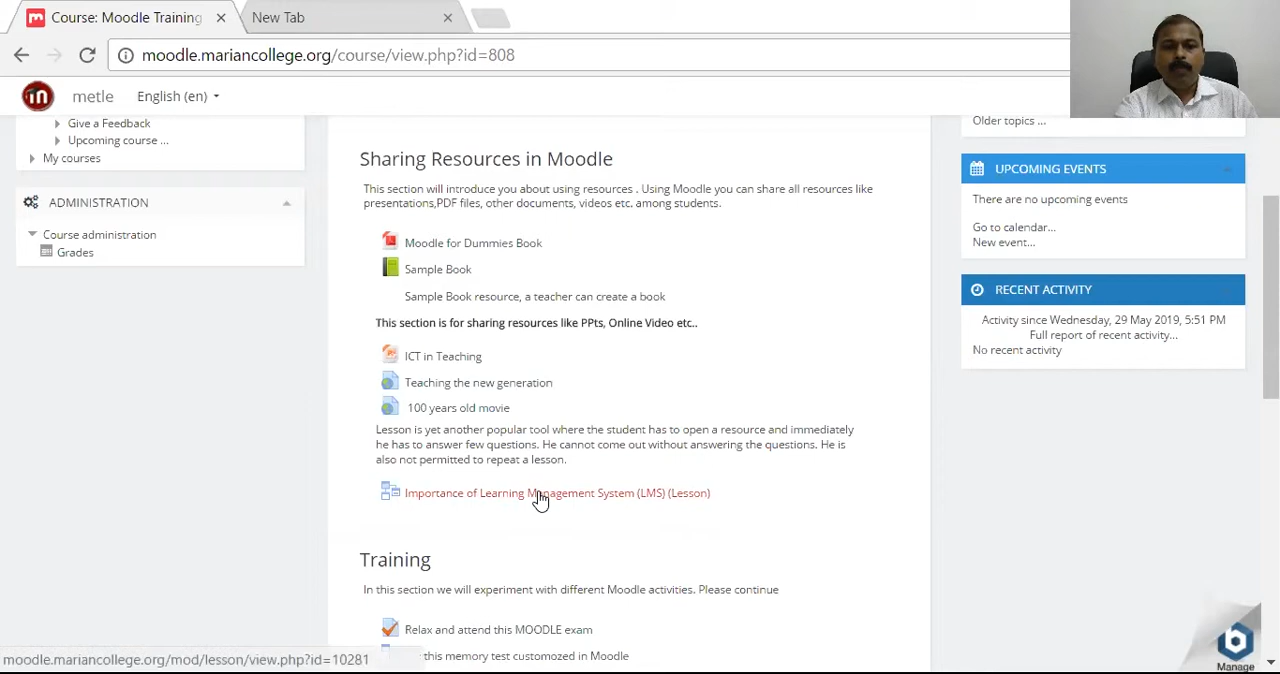 Course: Moodle Training
New Tab
moodle.mariancollege.org/course/view.php?id=808
metle
English (en)
Give a Feedback
Upcoming course ...
My courses
ADMINISTRATION
Course administration
Grades
Sharing Resources in Moodle
This section will introduce you about using resources . Using Moodle you can share all resources like
presentations,PDF files, other documents, videos etc. among students.
Moodle for Dummies Book
Sample Book
Sample Book resource, a teacher can create a book
This section is for sharing resources like PPts, Online Video etc..
ICT in Teaching
Teaching the new generation
100 years old movie
Lesson is yet another popular tool where the student has to open a resource and immediately
he has to answer few questions. He cannot come out without answering the questions. He is
also not permitted to repeat a lesson.
Importance of Learning Management System (LMS) (Lesson)
Training
In this section we will experiment with different Moodle activities. Please continue
Relax and attend this MOODLE exam
this memory test customozed in Moodle
Older topics ...
UPCOMING EVENTS
There are no upcoming events
Go to calendar...
New event...
RECENT ACTIVITY
Activity since Wednesday, 29 May 2019, 5:51 PM
Full report of recent activity...
No recent activity
Manage
moodle.mariancollege.org/mod/lesson/view.php?id=10281